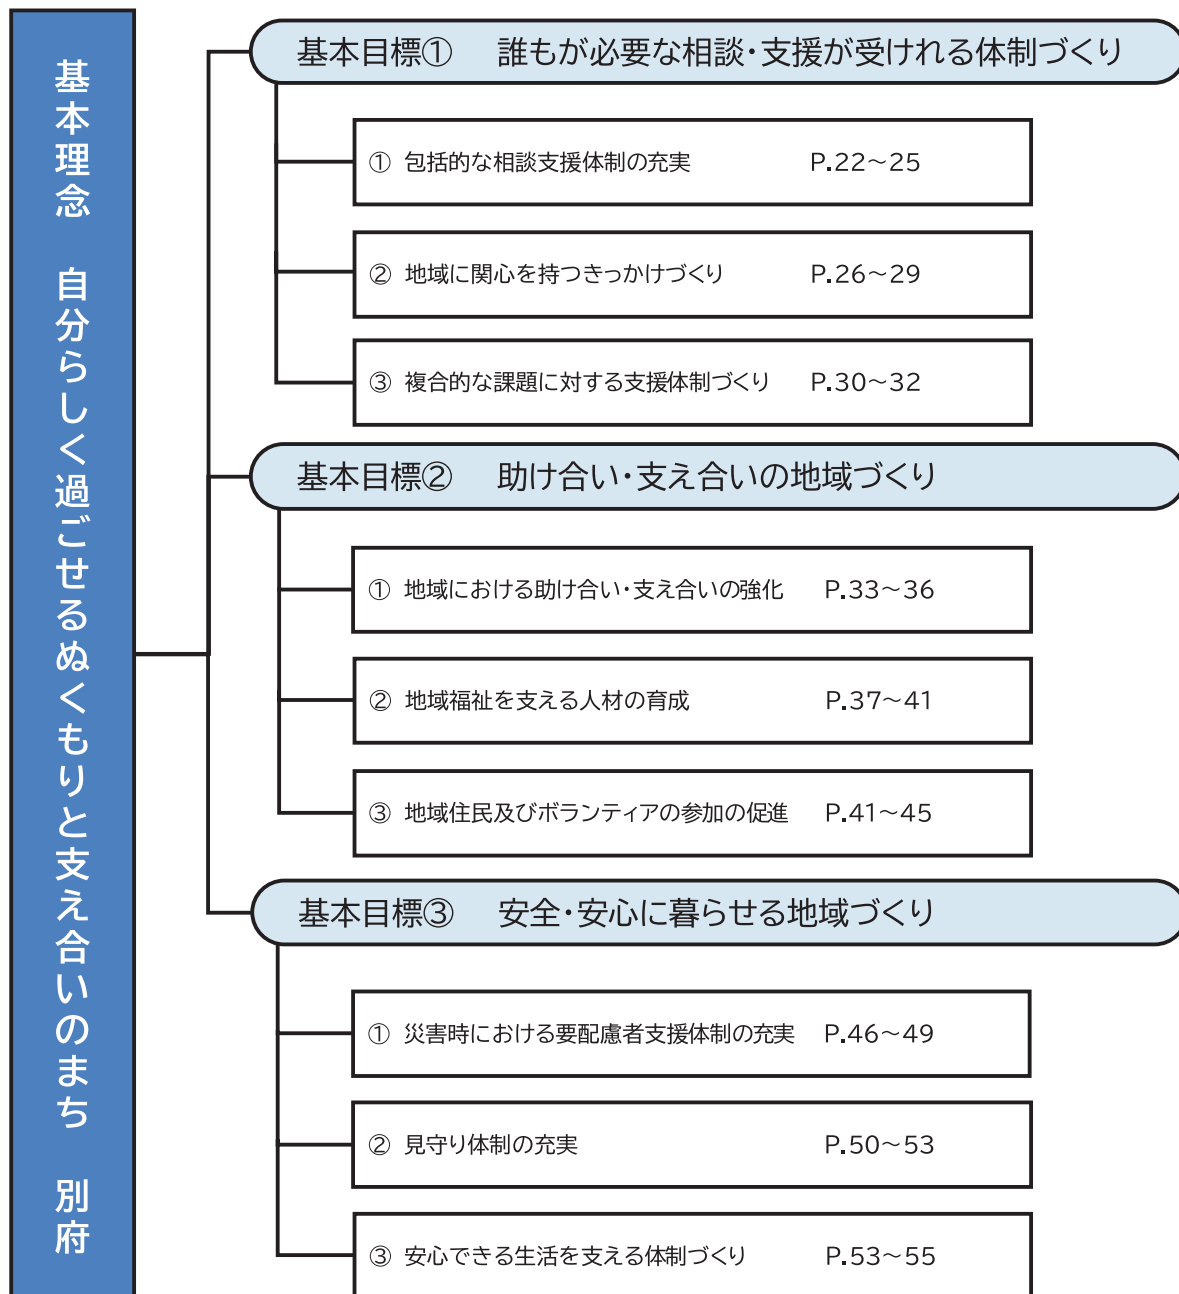 基本理念　自分らしく過ごせるぬくもりと支え合いのまち　別府
基本目標①　誰もが必要な相談・支援が受けれる体制づくり
① 包括的な相談支援体制の充実　P.22～25
② 地域に関心を持つきっかけづくり　P.26～29
③ 複合的な課題に対する支援体制づくり　P.30～32
基本目標②　助け合い・支え合いの地域づくり
① 地域における助け合い・支え合いの強化　P.33～36
② 地域福祉を支える人材の育成　P.37～41
③ 地域住民及びボランティアの参加の促進　P.41～45
基本目標③　安全・安心に暮らせる地域づくり
① 災害時における要配慮者支援体制の充実　P.46～49
② 見守り体制の充実　P.50～53
③ 安心できる生活を支える体制づくり　P.53～55